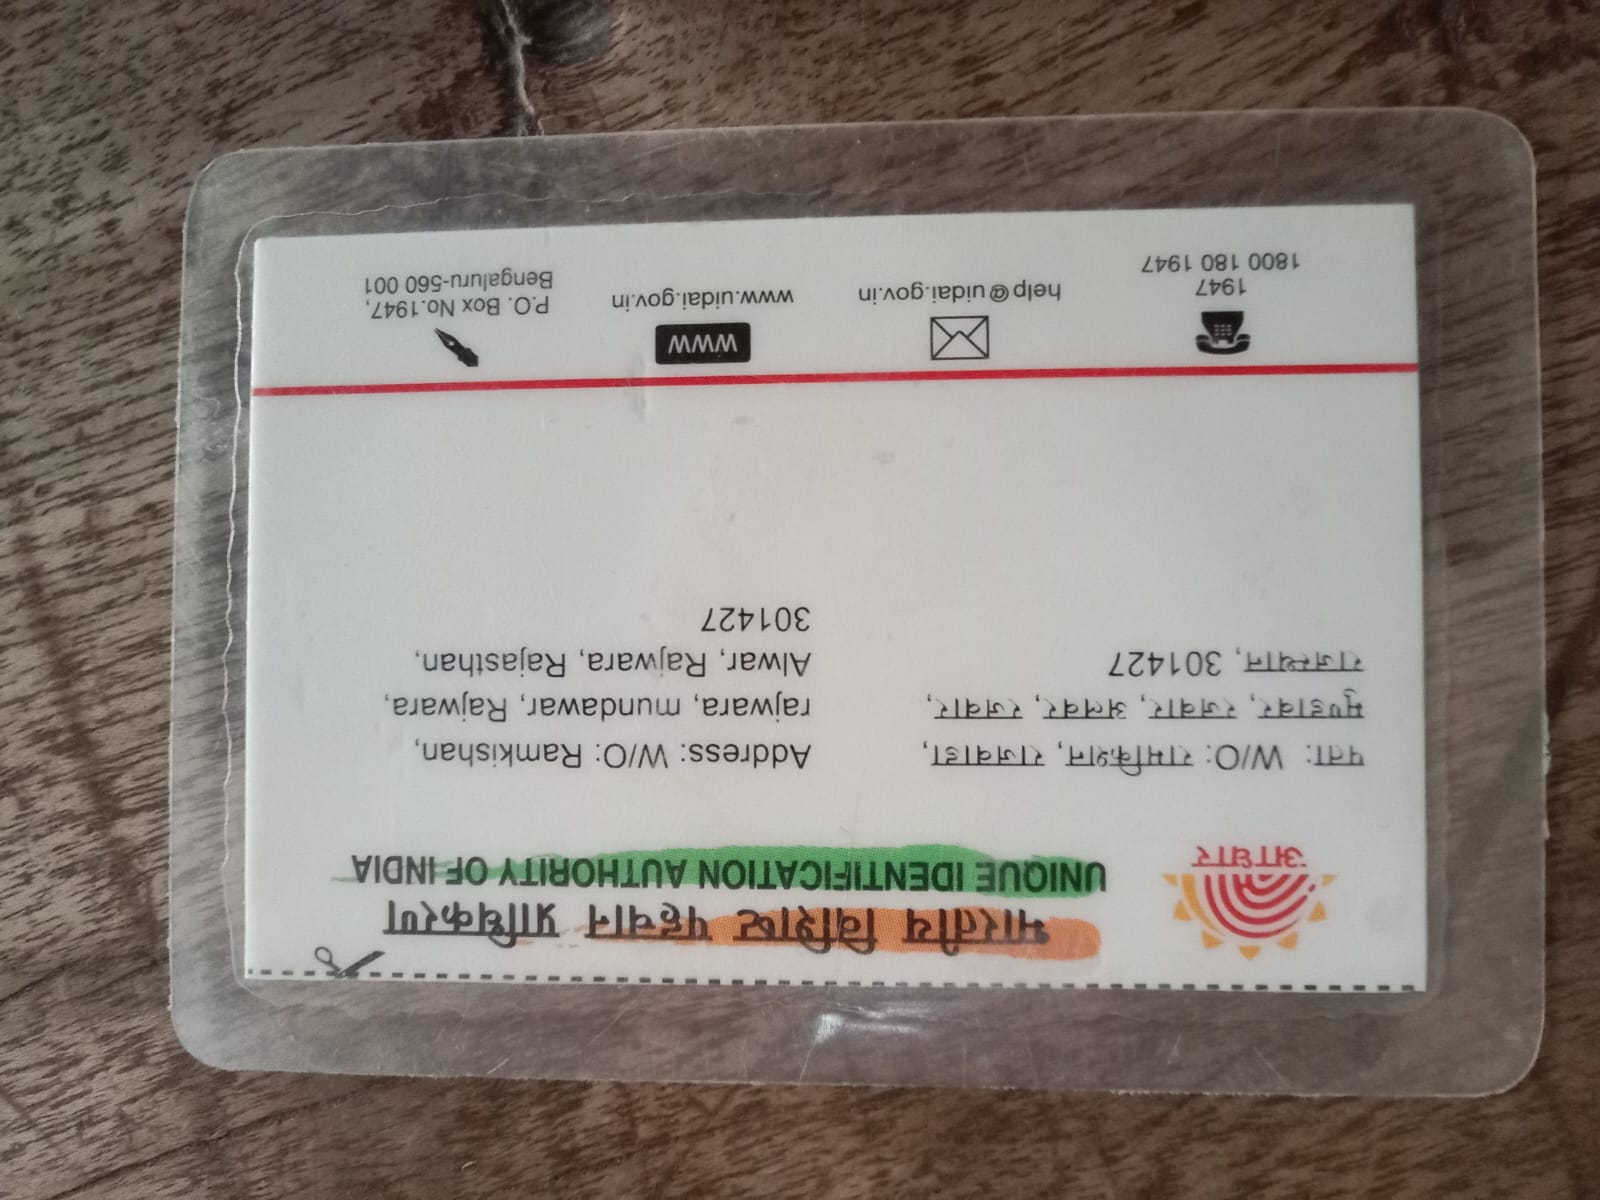 भारतीय विशिष्ट पहचान प्राधिकरण
UNIQUE IDENTIFICATION AUTHORITY OF INDIA
आधार
पता: W/O: रामकिशन, राजवाडा,
मुण्डावर, रजवार, अलवर, रजवार,
राजस्थान, 301427
Address: W/O: Ramkishan,
rajwara, mundawar, Rajwara,
Alwar, Rajwara, Rajasthan,
301427
1947
1800 180 1947
help@uidai.gov.in
WWW
www.uidai.gov.in
P.O. Box No.1947,
Bengaluru-560 001